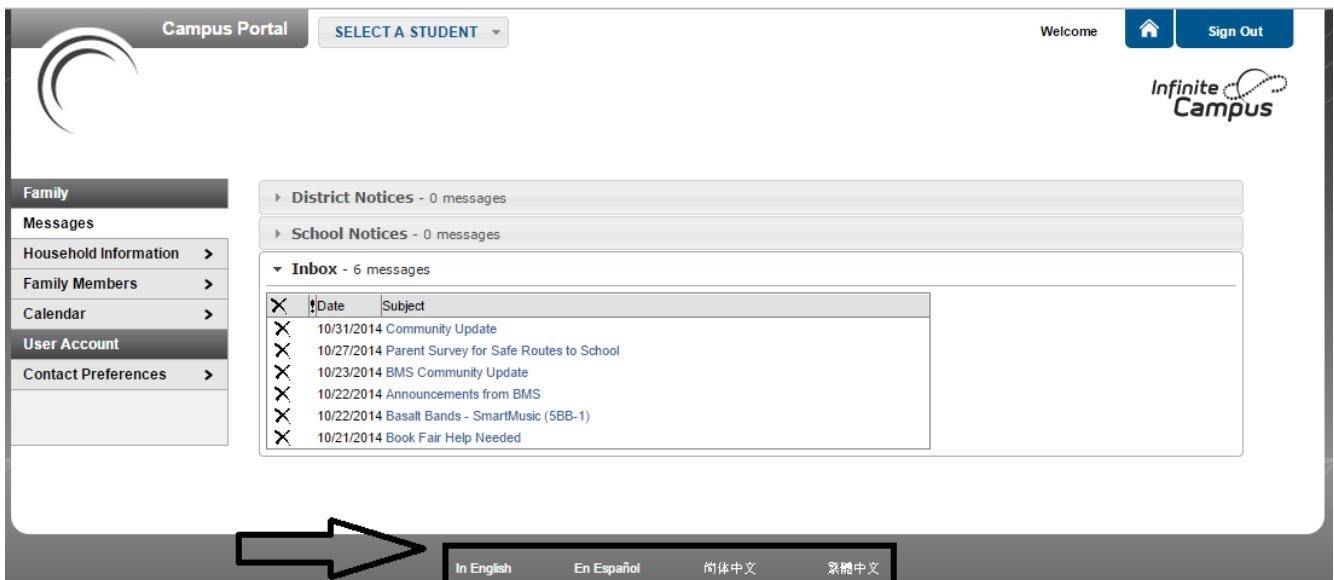 Campus Portal SELECT A STUDENT Welcome Sign Out
Infinite
Campus
Family
Messages
Household Information
Family Members
Calendar
User Account
Contact Preferences
District Notices - 0 messages
School Notices - 0 messages
Inbox - 6 messages
! Date Subject
10/31/2014 Community Update
10/27/2014 Parent Survey for Safe Routes to School
10/23/2014 BMS Community Update
10/22/2014 Announcements from BMS
10/22/2014 Basalt Bands - SmartMusic (5BB-1)
10/21/2014 Book Fair Help Needed
In English En Español 简体中文 繁體中文